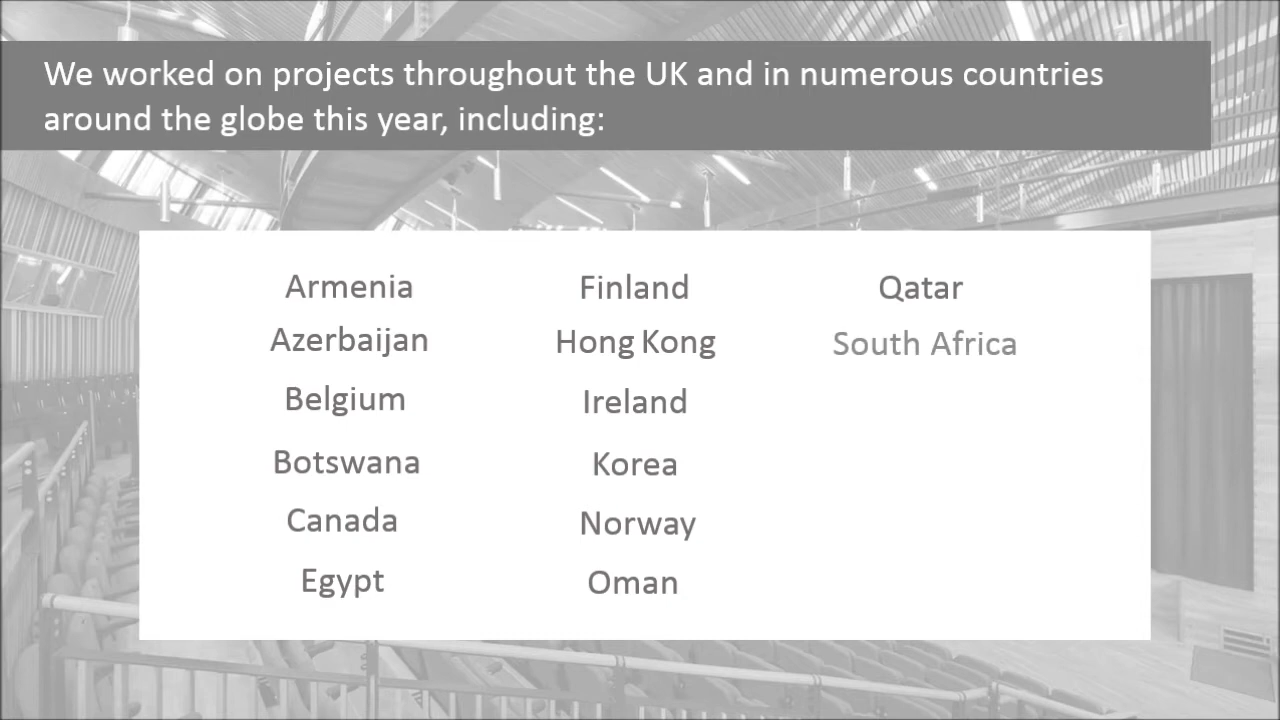 We worked on projects throughout the UK and in numerous countries
around the globe this year, including:
Armenia
Azerbaijan
Belgium
Botswana
Canada
Egypt
Finland
Hong Kong
Ireland
Korea
Norway
Oman
Qatar
South Africa